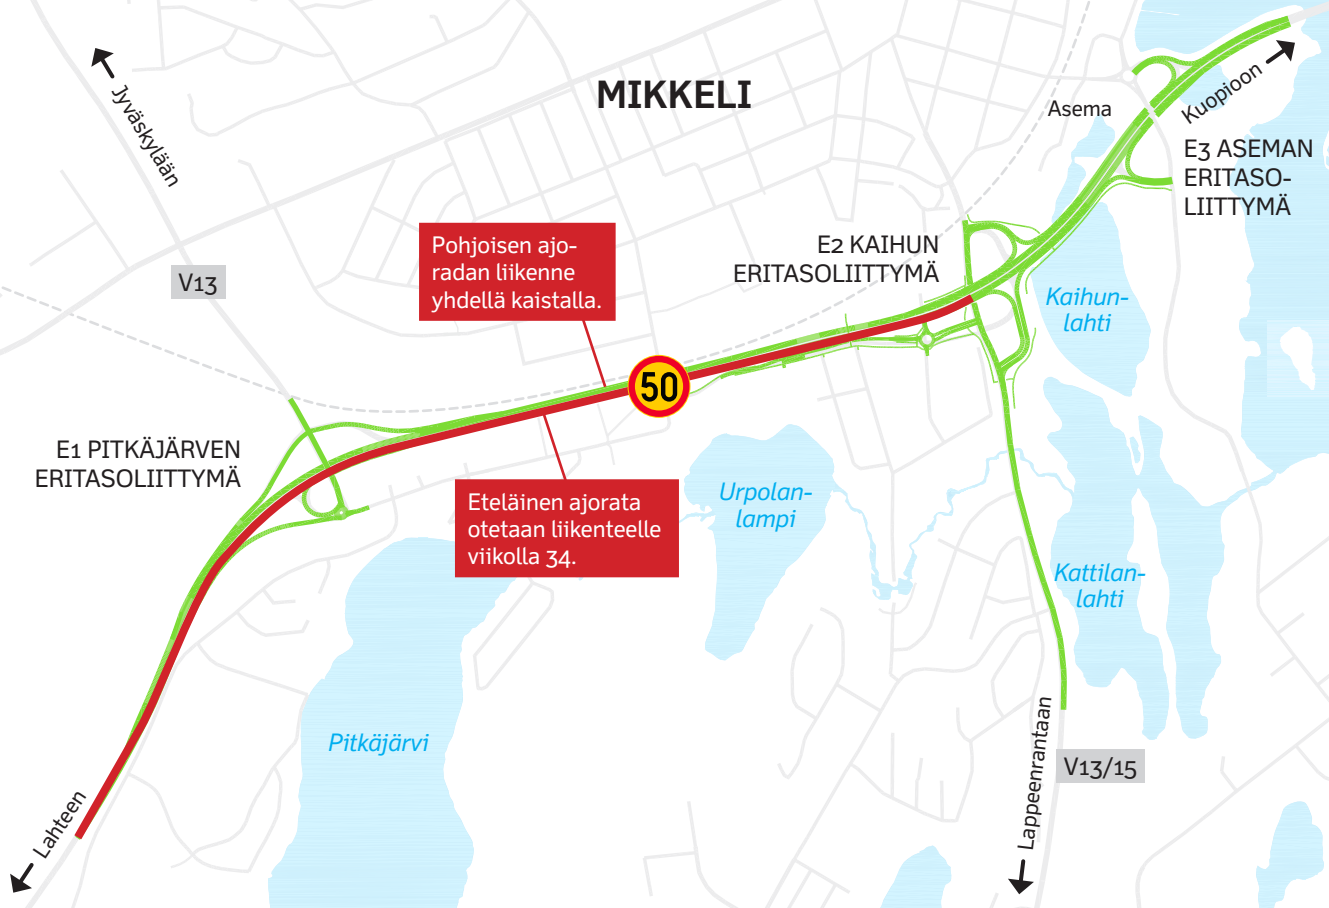 MIKKELI
Jyväskylään
Asema
Kuopioon
E3 ASEMAN
ERITASO-
LIITTYMÄ
Pohjoisen ajo-
radan liikenne
yhdellä kaistalla.
E2 KAIHUN
ERITASOLIITTYMÄ
V13
Kaihun-
lahti
50
E1 PITKÄJÄRVEN
ERITASOLIITTYMÄ
Eteläinen ajorata
otetaan liikenteelle
viikolla 34.
Urpolan-
lampi
Kattilan-
lahti
Pitkäjärvi
Lappeenrantaan
V13/15
Lahteen